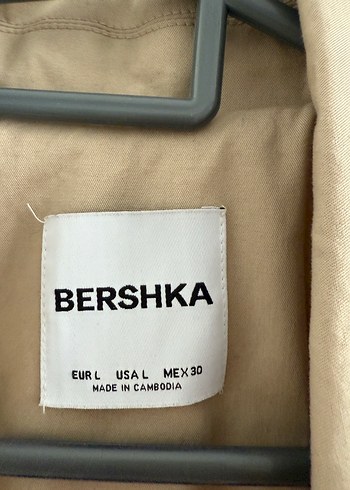 BERSHKA
EUR L USA L MEX 30
MADE IN CAMBODIA